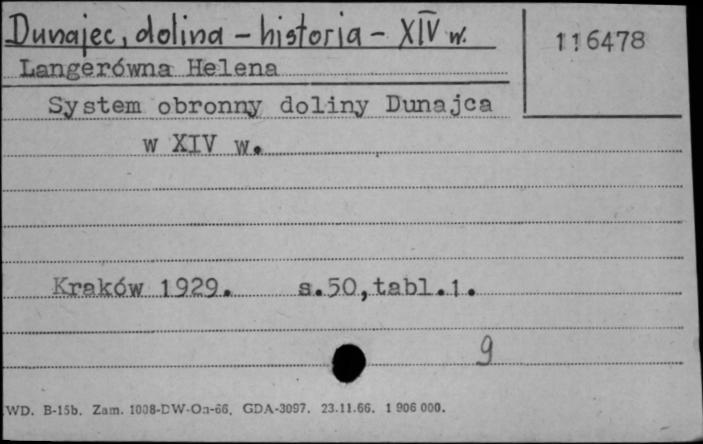 Dunajec, dolina - historia - XIV w.
116478
Langerówna Helena
System obronny doliny Dunajca
w XIV w.
Kraków 1929. s.50,tabl.1.
9
WD. B-15b. Zam. 1008-DW-On-66. GDA-3097. 23.11.66. 1 906 000.